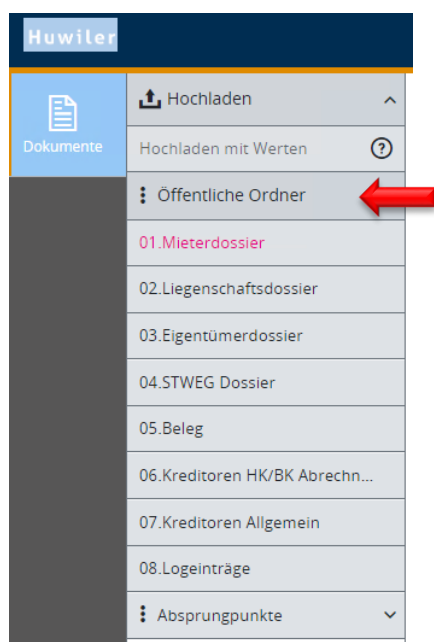 Huwiler
Hochladen
Dokumente
Hochladen mit Werten ?
Öffentliche Ordner
01.Mieterdossier
02.Liegenschaftsdossier
03.Eigentümerdossier
04.STWEG Dossier
05.Beleg
06.Kreditoren HK/BK Abrechn...
07.Kreditoren Allgemein
08.Logeinträge
Absprungpunkte